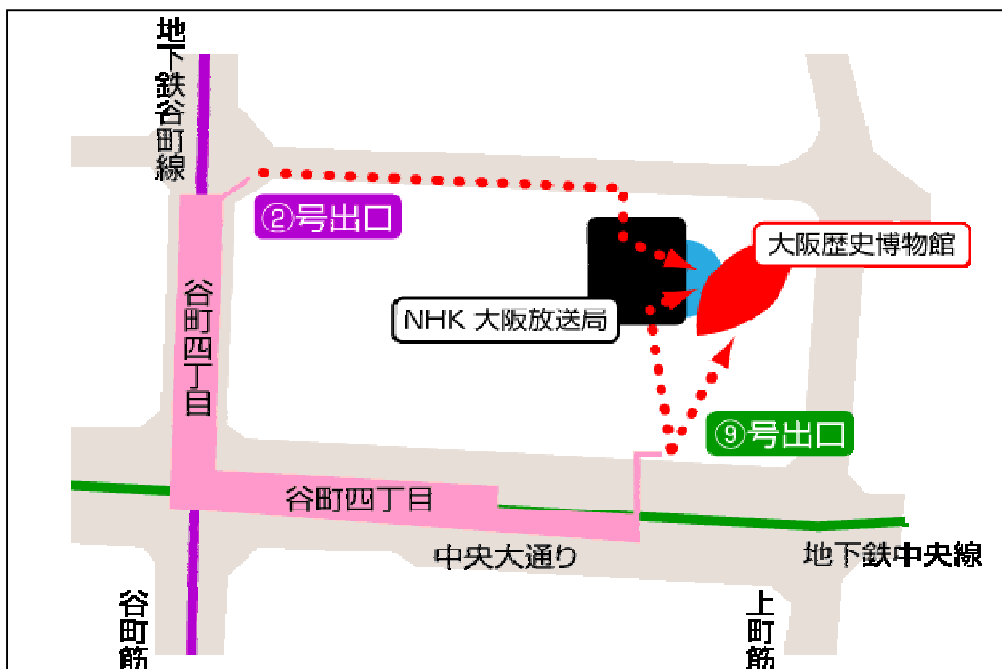 地下鉄谷町線
②号出口
大阪歴史博物館
NHK 大阪放送局
谷町四丁目
⑨号出口
谷町四丁目
中央大通り
地下鉄中央線
谷町筋
上町筋